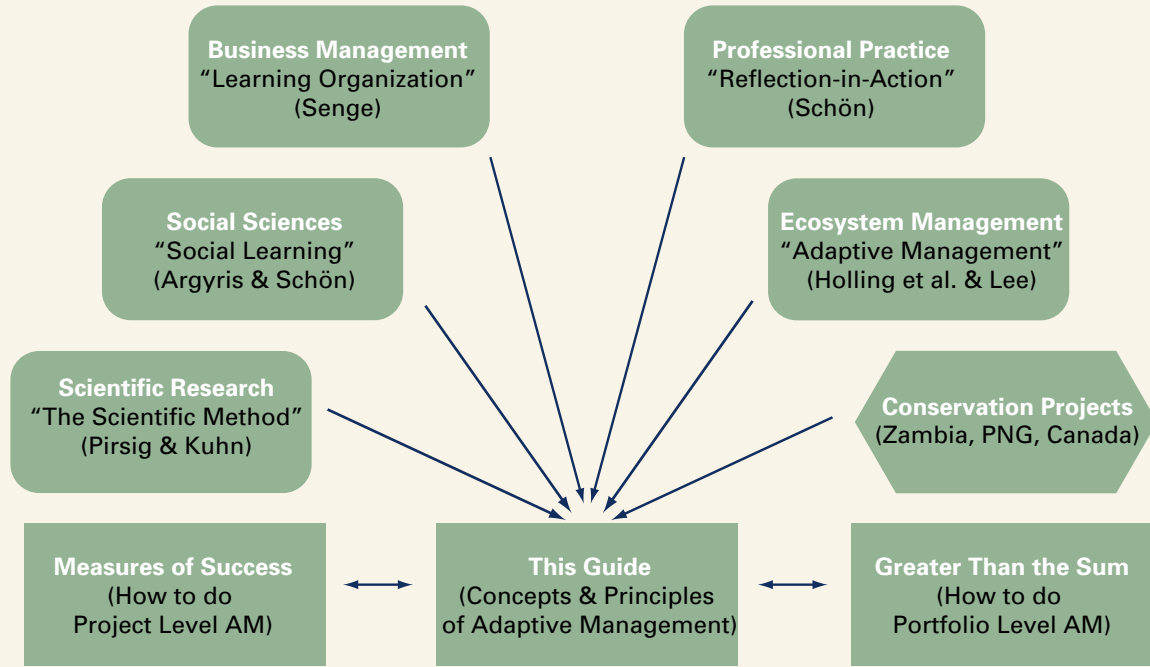 Business Management
“Learning Organization”
(Senge)
Professional Practice
“Reflection-in-Action”
(Schön)
Social Sciences
“Social Learning”
(Argyris & Schön)
Ecosystem Management
“Adaptive Management”
(Holling et al. & Lee)
Scientific Research
“The Scientific Method”
(Pirsig & Kuhn)
Conservation Projects
(Zambia, PNG, Canada)
Measures of Success
(How to do
Project Level AM)
This Guide
(Concepts & Principles
of Adaptive Management)
Greater Than the Sum
(How to do
Portfolio Level AM)